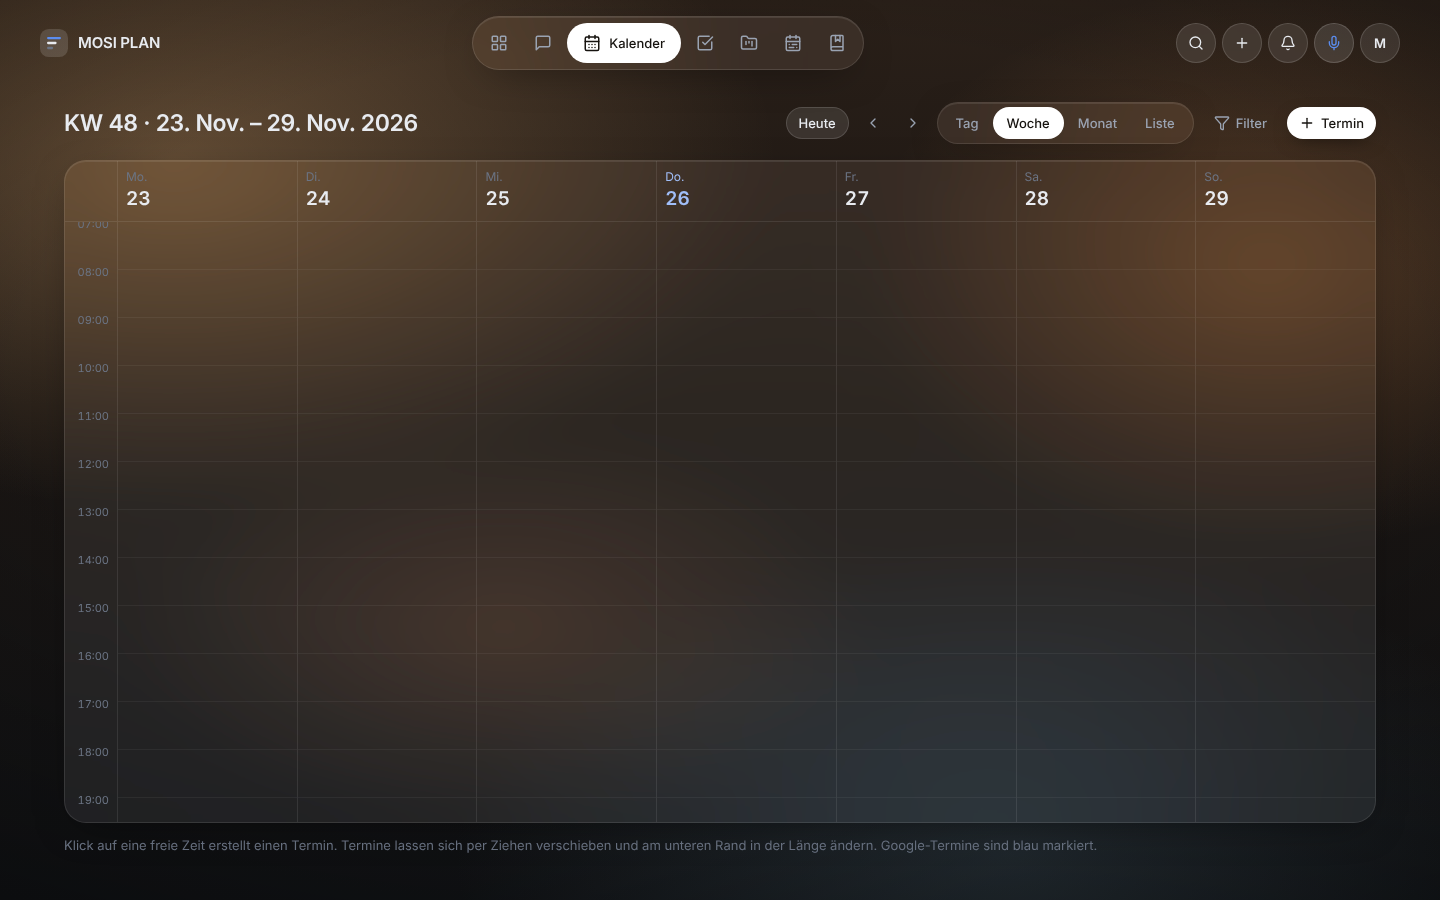 MOSI PLAN
Kalender
M
KW 48 · 23. Nov. – 29. Nov. 2026
Heute
Tag
Woche
Monat
Liste
Filter
Termin
Mo.
23
Di.
24
Mi.
25
Do.
26
Fr.
27
Sa.
28
So.
29
07:00
08:00
09:00
10:00
11:00
12:00
13:00
14:00
15:00
16:00
17:00
18:00
19:00
Klick auf eine freie Zeit erstellt einen Termin. Termine lassen sich per Ziehen verschieben und am unteren Rand in der Länge ändern. Google-Termine sind blau markiert.